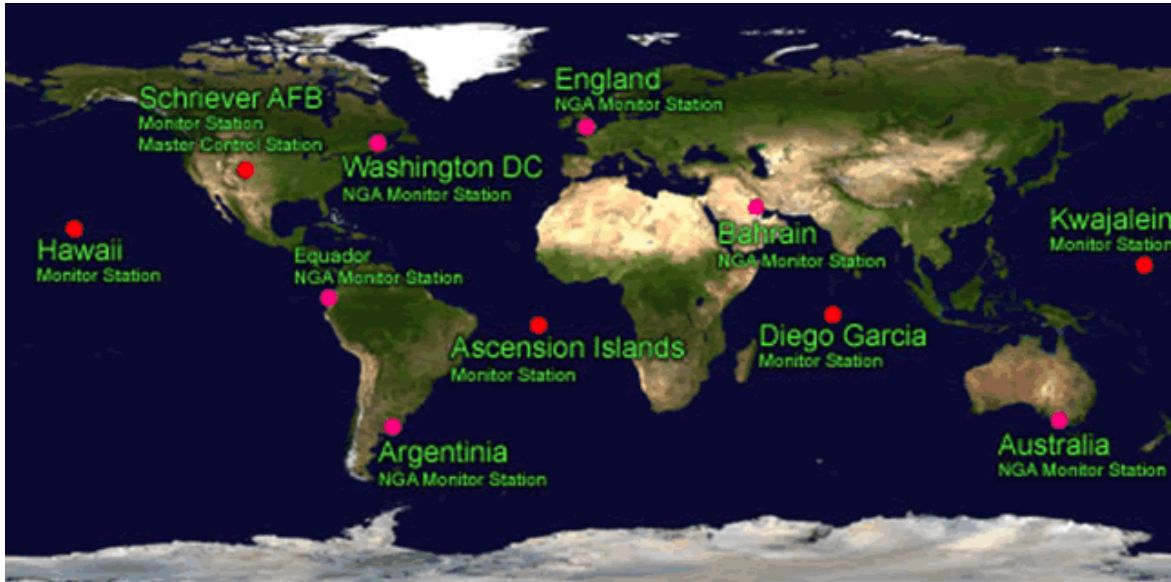 England
NGA Monitor Station
Schriever AFB
Monitor Station
Master Control Station
Washington DC
NGA Monitor Station
Hawaii
Monitor Station
Equador
NGA Monitor Station
Bahrain
NGA Monitor Station
Kwajalein
Monitor Station
Ascension Islands
Monitor Station
Diego Garcia
Monitor Station
Argentinia
NGA Monitor Station
Australia
NGA Monitor Station